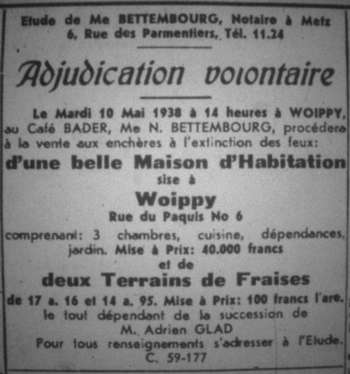 Etude de Me BETTEMBOURG, Notaire à Metz
6, Rue des Parmentiers, Tél. 11.24
Adjudication volontaire
Le Mardi 10 Mai 1938 à 14 heures à WOIPPY,
au Café BADER, Me N. BETTEMBOURG, procédera
à la vente aux enchères à l'extinction des feux:
d'une belle Maison d'Habitation
sise à
Woippy
Rue du Paquis No 6
comprenant: 3 chambres, cuisine, dépendances,
jardin. Mise à Prix: 40.000 francs
et de
deux Terrains de Fraises
de 17 a. 16 et 14 a. 95. Mise à Prix: 100 francs l'are.
le tout dépendant de la succession de
M. Adrien GLAD
Pour tous renseignements s'adresser à l'Etude.
C. 59-177